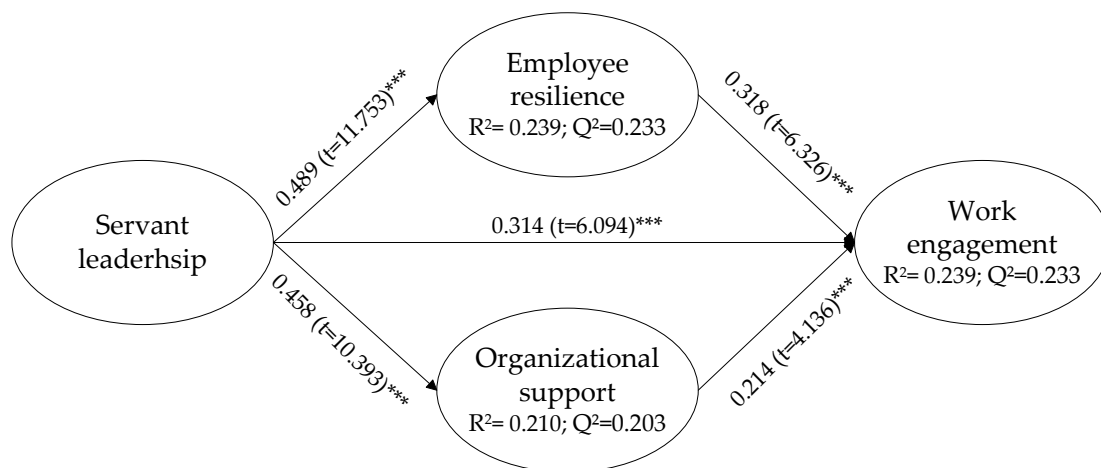 Employee
resilience
R²= 0.239; Q²=0.233
0.489 (t=11.753)***
0.318 (t=6.326)***
Servant
leaderhsip
0.314 (t=6.094)***
Work
engagement
R²= 0.239; Q²=0.233
0.458 (t=10.393)***
0.214 (t=4.136)***
Organizational
support
R²= 0.210; Q²=0.203